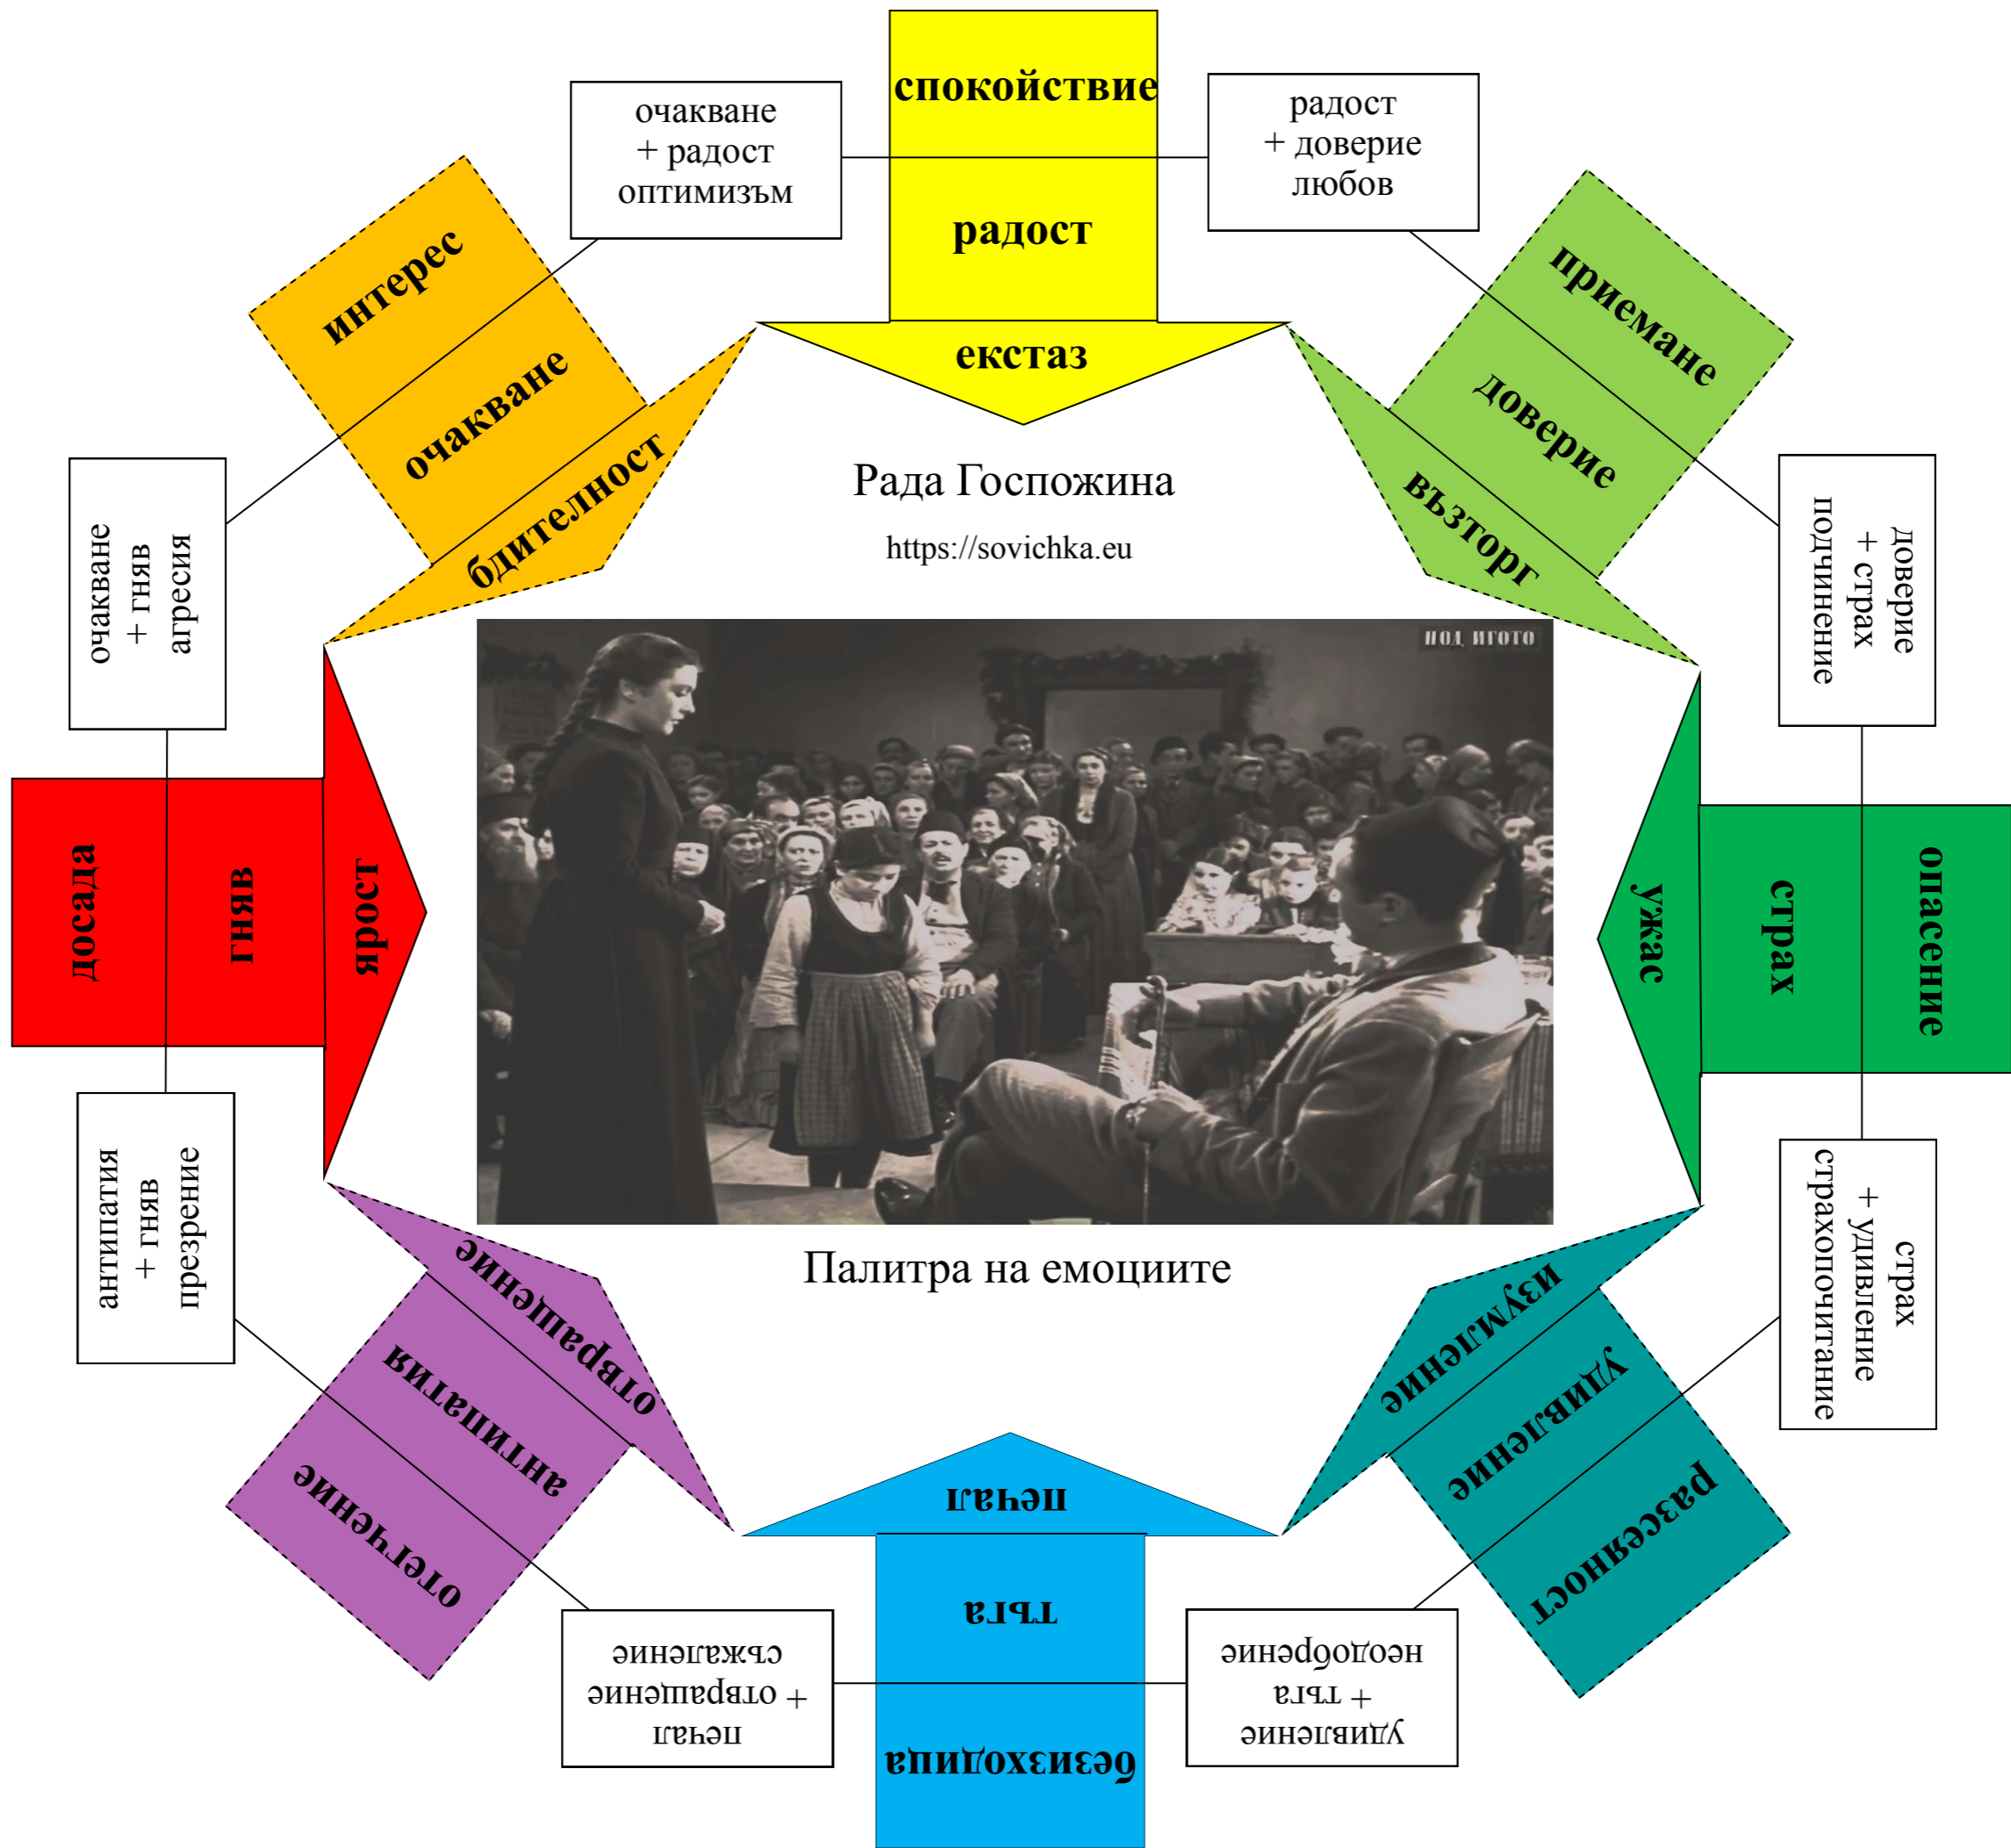 спокойствие
радост
екстаз
радост
+ доверие
любов
приемане
доверие
възторг
доверие
+ страх
подчинение
опасение
страх
ужас
страх
+ удивление
страхопочитание
разсеяност
удивление
изумление
удивление
+ тъга
неодобрение
безизходица
тъга
печал
печал
+ отвращение
съжаление
отегчение
антипатия
отвращение
антипатия
+ гняв
презрение
досада
гняв
ярост
очакване
+ гняв
агресия
интерес
очакване
бдителност
очакване
+ радост
оптимизъм
Рада Госпожина
https://sovichka.eu
ПОД ИГОТО
Палитра на емоциите